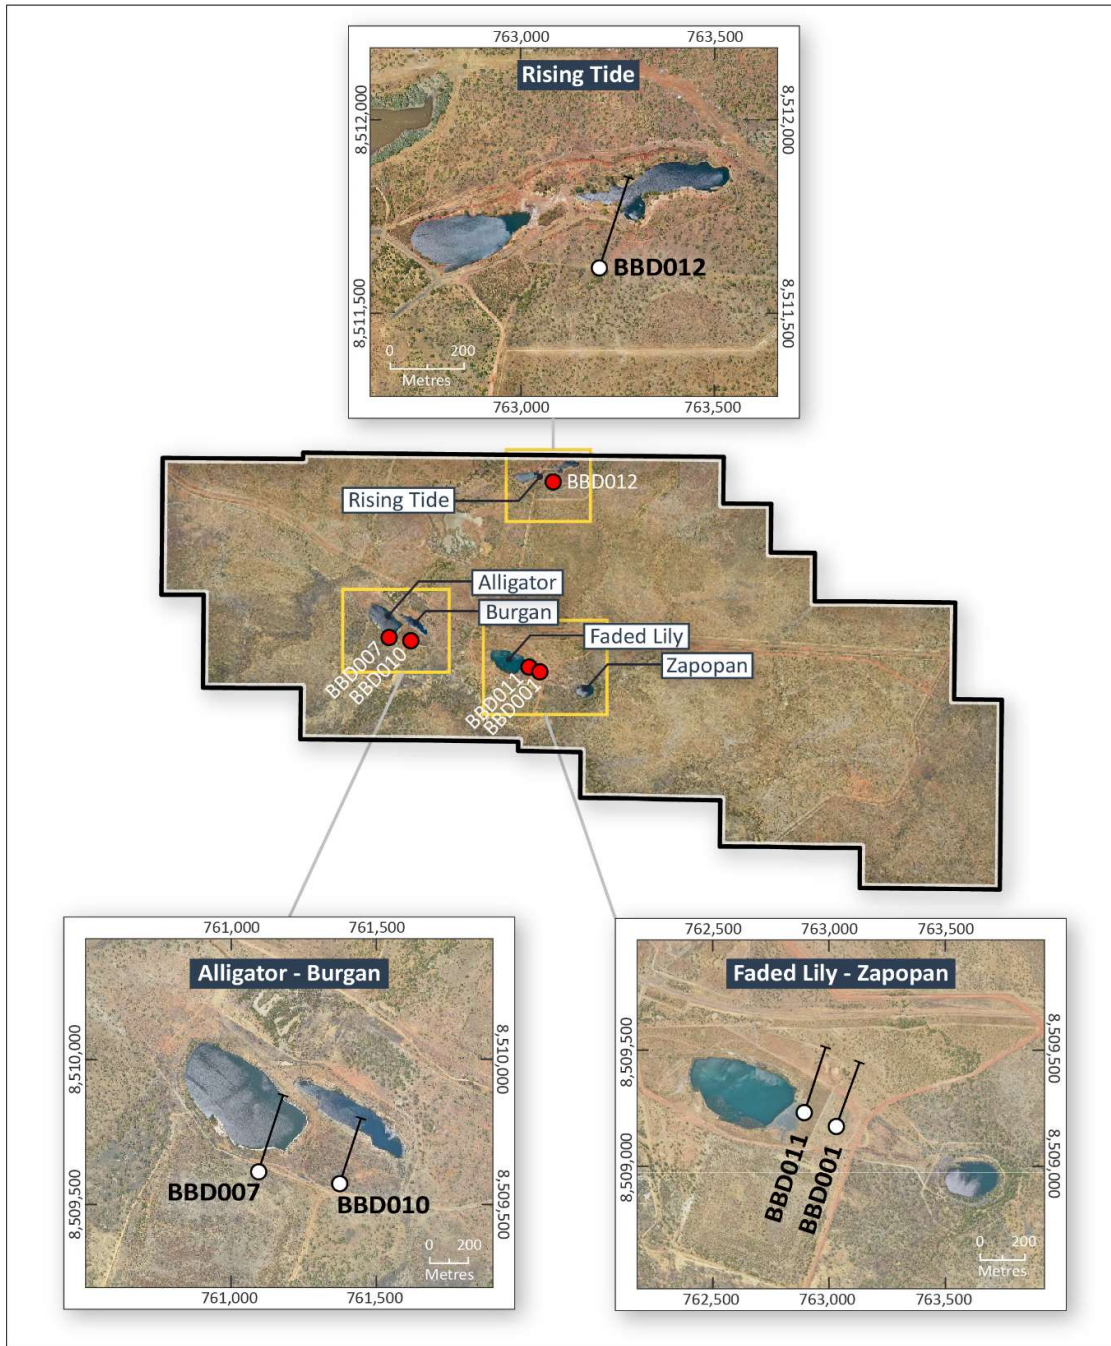 763,000 763,500
Rising Tide
8,512,000
8,512,000
BBD012
8,511,500
8,511,500
0 200
Metres
763,000 763,500
BBD012
Rising Tide
Alligator
Burgan
Faded Lily
Zapopan
BBD007
BBD010
BBD011
BBD001
761,000 761,500
Alligator - Burgan
8,510,000
8,510,000
BBD007
BBD010
8,509,500
8,509,500
0 200
Metres
761,000 761,500
762,500 763,000 763,500
Faded Lily - Zapopan
8,509,500
8,509,500
BBD011
BBD001
8,509,000
8,509,000
0 200
Metres
762,500 763,000 763,500